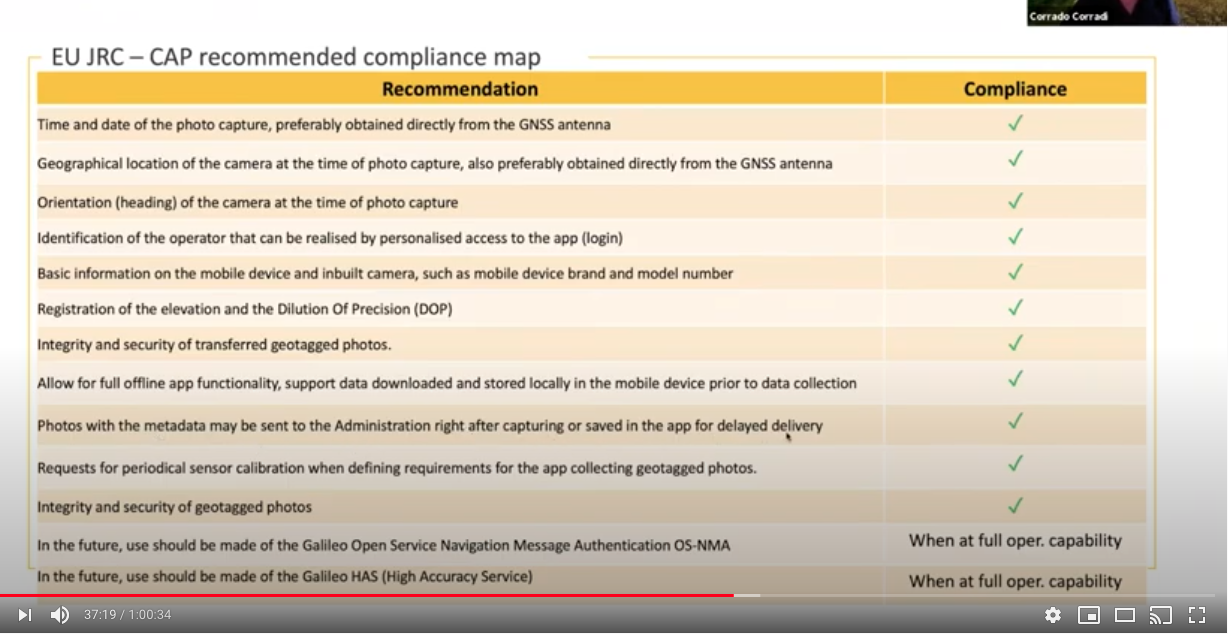 Corrado Corradi
EU JRC – CAP recommended compliance map
Recommendation Compliance
Time and date of the photo capture, preferably obtained directly from the GNSS antenna ✓
Geographical location of the camera at the time of photo capture, also preferably obtained directly from the GNSS antenna ✓
Orientation (heading) of the camera at the time of photo capture ✓
Identification of the operator that can be realised by personalised access to the app (login) ✓
Basic information on the mobile device and inbuilt camera, such as mobile device brand and model number ✓
Registration of the elevation and the Dilution Of Precision (DOP) ✓
Integrity and security of transferred geotagged photos. ✓
Allow for full offline app functionality, support data downloaded and stored locally in the mobile device prior to data collection ✓
Photos with the metadata may be sent to the Administration right after capturing or saved in the app for delayed delivery ✓
Requests for periodical sensor calibration when defining requirements for the app collecting geotagged photos. ✓
Integrity and security of geotagged photos ✓
In the future, use should be made of the Galileo Open Service Navigation Message Authentication OS-NMA When at full oper. capability
In the future, use should be made of the Galileo HAS (High Accuracy Service) When at full oper. capability
37:19 / 1:00:34